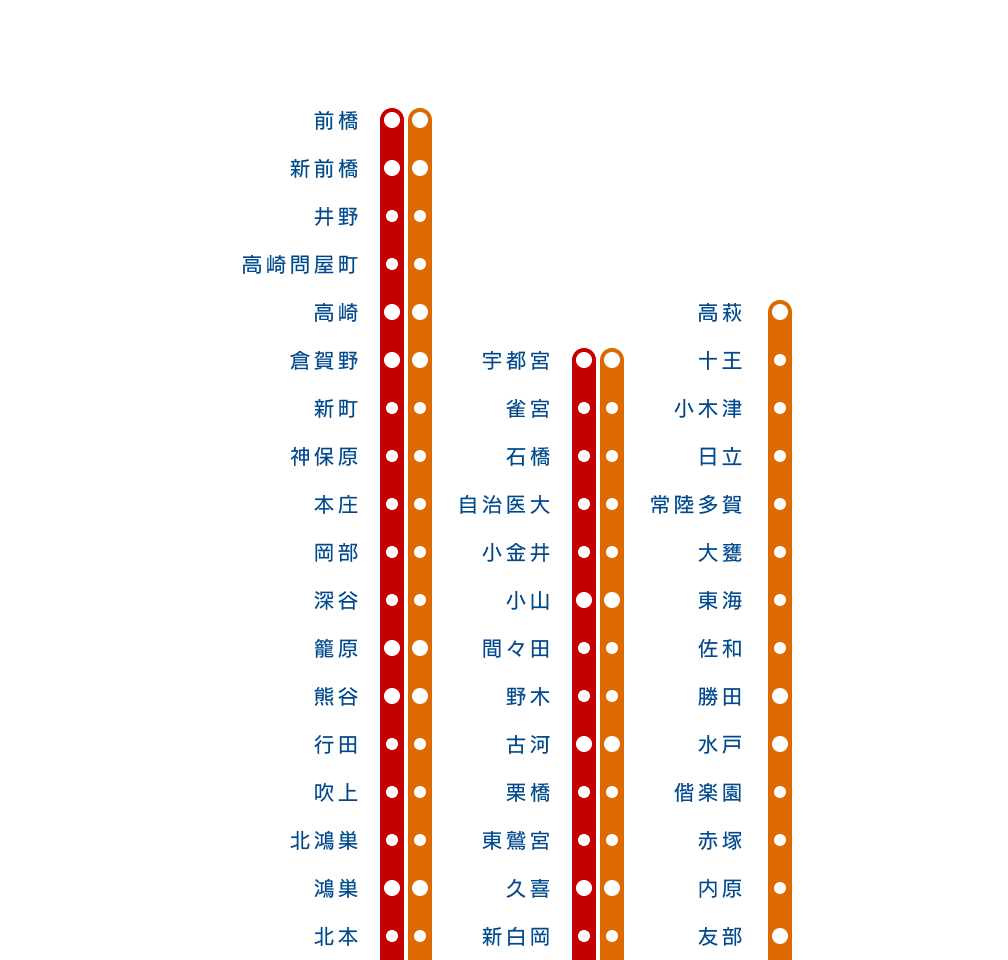 前橋
新前橋
井野
高崎問屋町
高崎
倉賀野
新町
神保原
本庄
岡部
深谷
籠原
熊谷
行田
吹上
北鴻巣
鴻巣
北本
宇都宮
雀宮
石橋
自治医大
小金井
小山
間々田
野木
古河
栗橋
東鷲宮
久喜
新白岡
高萩
十王
小木津
日立
常陸多賀
大甕
東海
佐和
勝田
水戸
偕楽園
赤塚
内原
友部